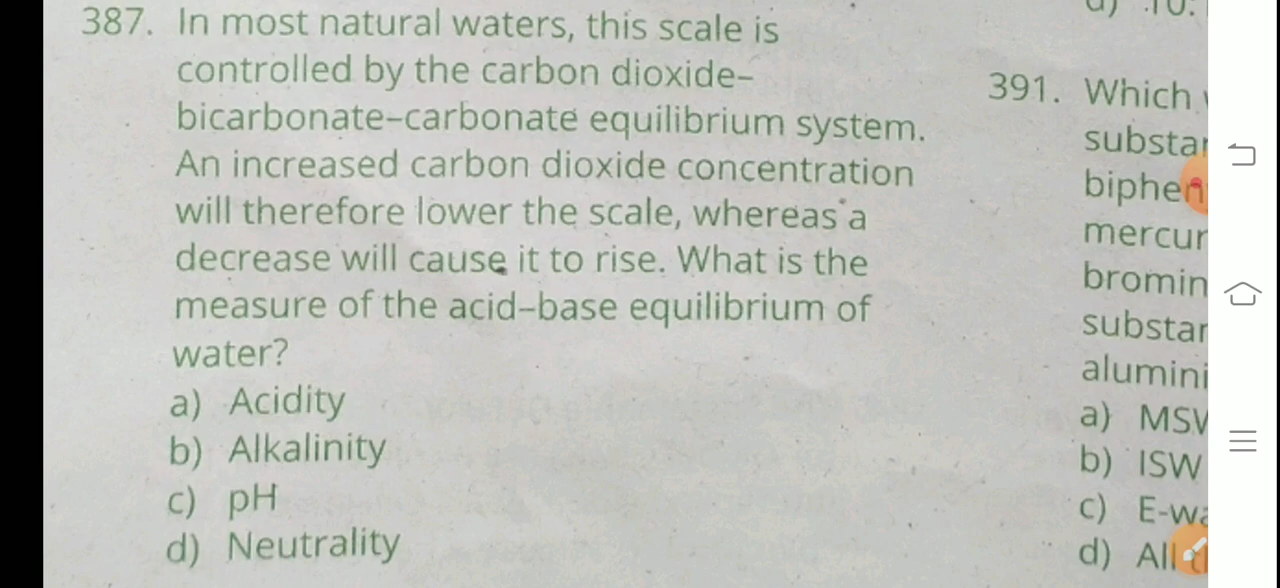 387. In most natural waters, this scale is
controlled by the carbon dioxide–
bicarbonate–carbonate equilibrium system.
An increased carbon dioxide concentration
will therefore lower the scale, whereas a
decrease will cause it to rise. What is the
measure of the acid–base equilibrium of
water?
a) Acidity
b) Alkalinity
c) pH
d) Neutrality
391. Which
a)
b) ISW
c)
d) All